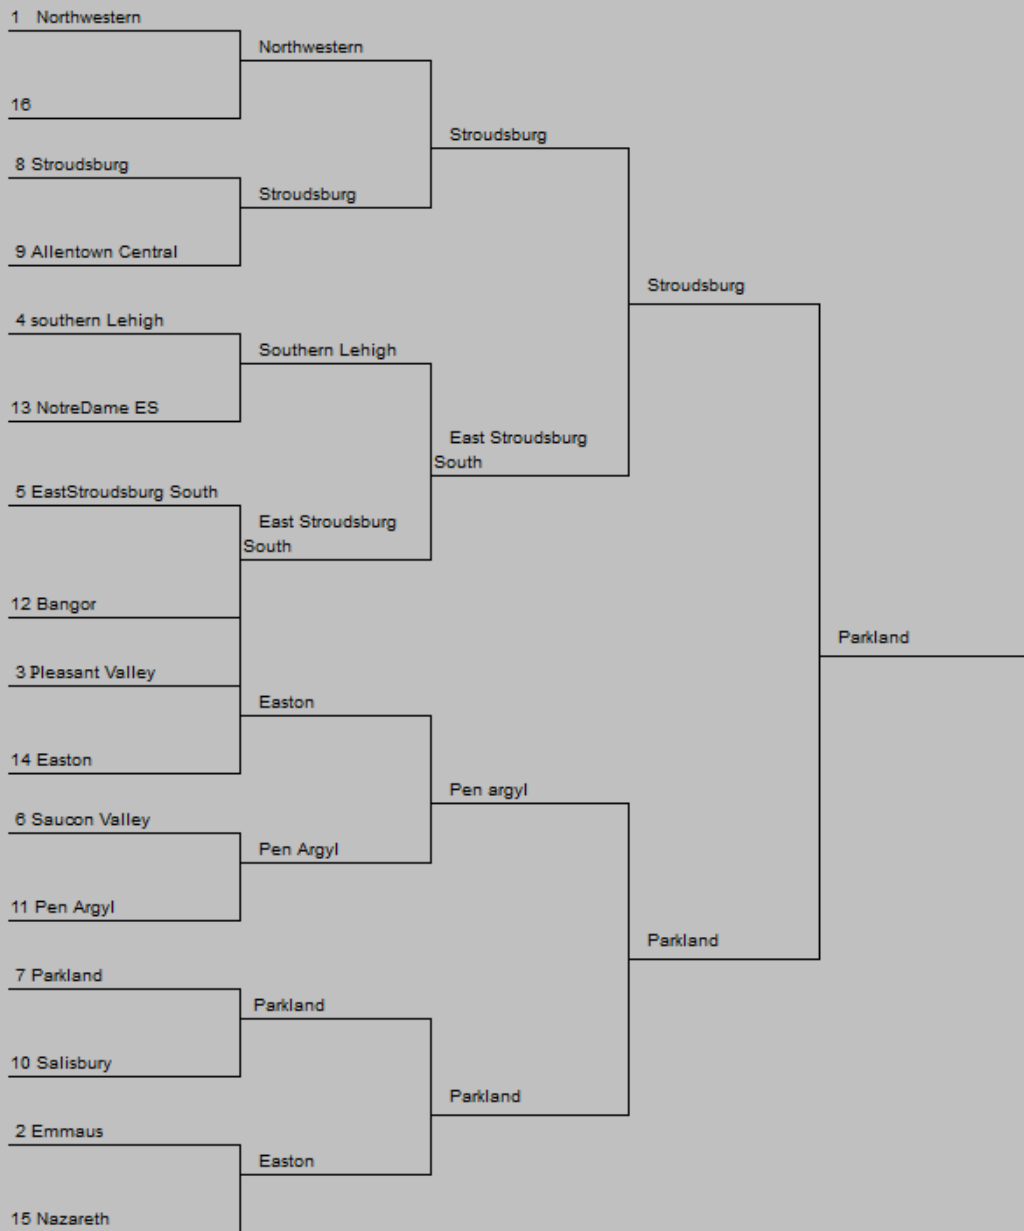 1 Northwestern
Northwestern
16
Stroudsburg
8 Stroudsburg
Stroudsburg
9 Allentown Central
Stroudsburg
4 southern Lehigh
Southern Lehigh
13 NotreDame ES
East Stroudsburg
South
5 EastStroudsburg South
East Stroudsburg
South
12 Bangor
Parkland
3 Pleasant Valley
Easton
14 Easton
Pen argyl
6 Saucon Valley
Pen Argyl
11 Pen Argyl
Parkland
7 Parkland
Parkland
10 Salisbury
Parkland
2 Emmaus
Easton
15 Nazareth